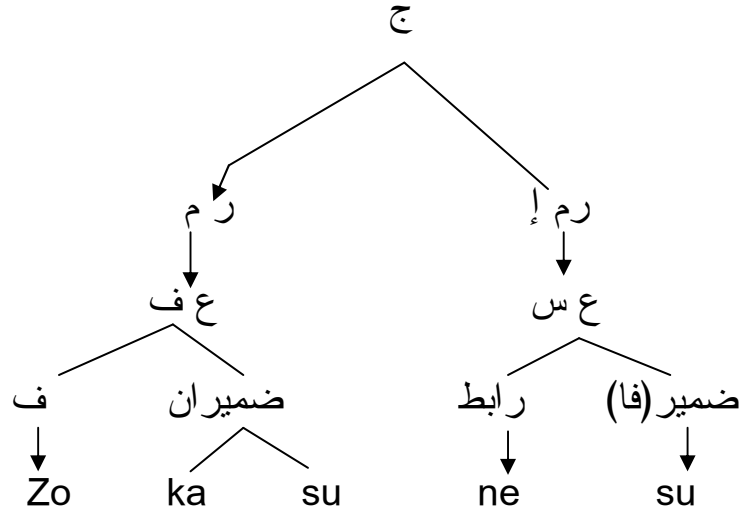 ج
رم إ ر م
ع س ع ف
ضمير(فا) رابط ضميران ف
Zo ka su ne su